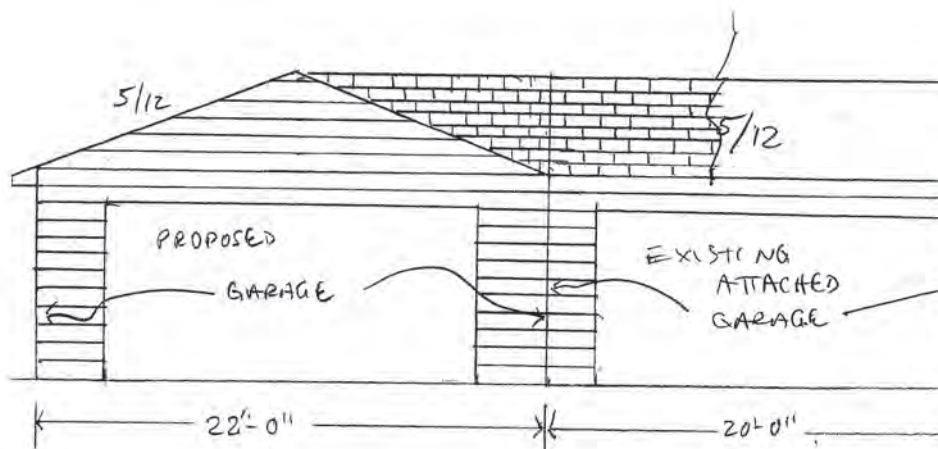 5/12
5/12
PROPOSED
GARAGE
EXISTING
ATTACHED
GARAGE
22'-0"
20'-0"